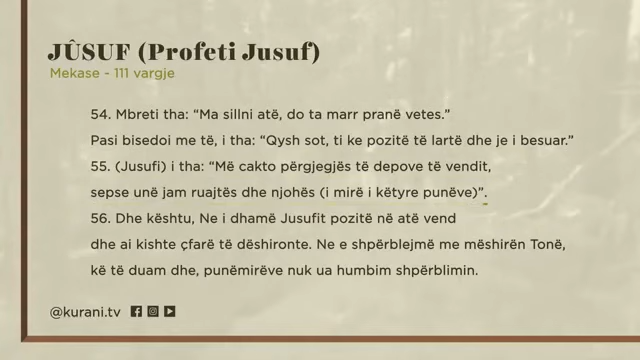 JÛSUF (Profeti Jusuf)
Mekase - 111 vargje
54. Mbreti tha: “Ma sillni atë, do ta marr pranë vetes.”
Pasi bisedoi me të, i tha: “Qysh sot, ti ke pozitë të lartë dhe je i besuar.”
55. (Jusufi) i tha: “Më cakto përgjegjës të depove të vendit,
sepse unë jam ruajtës dhe njohës (i mirë i këtyre punëve)”.
56. Dhe kështu, Ne i dhamë Jusufit pozitë në atë vend
dhe ai kishte çfarë të dëshironte. Ne e shpërblejmë me mëshirën Tonë,
kë të duam dhe, punëmirëve nuk ua humbim shpërblimin.
@kurani.tv